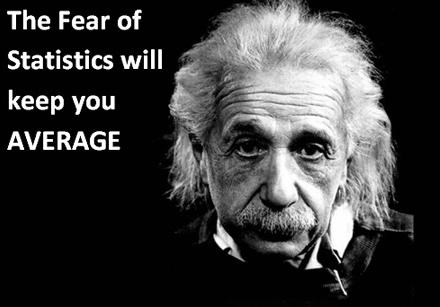 The Fear of
Statistics will
keep you
AVERAGE